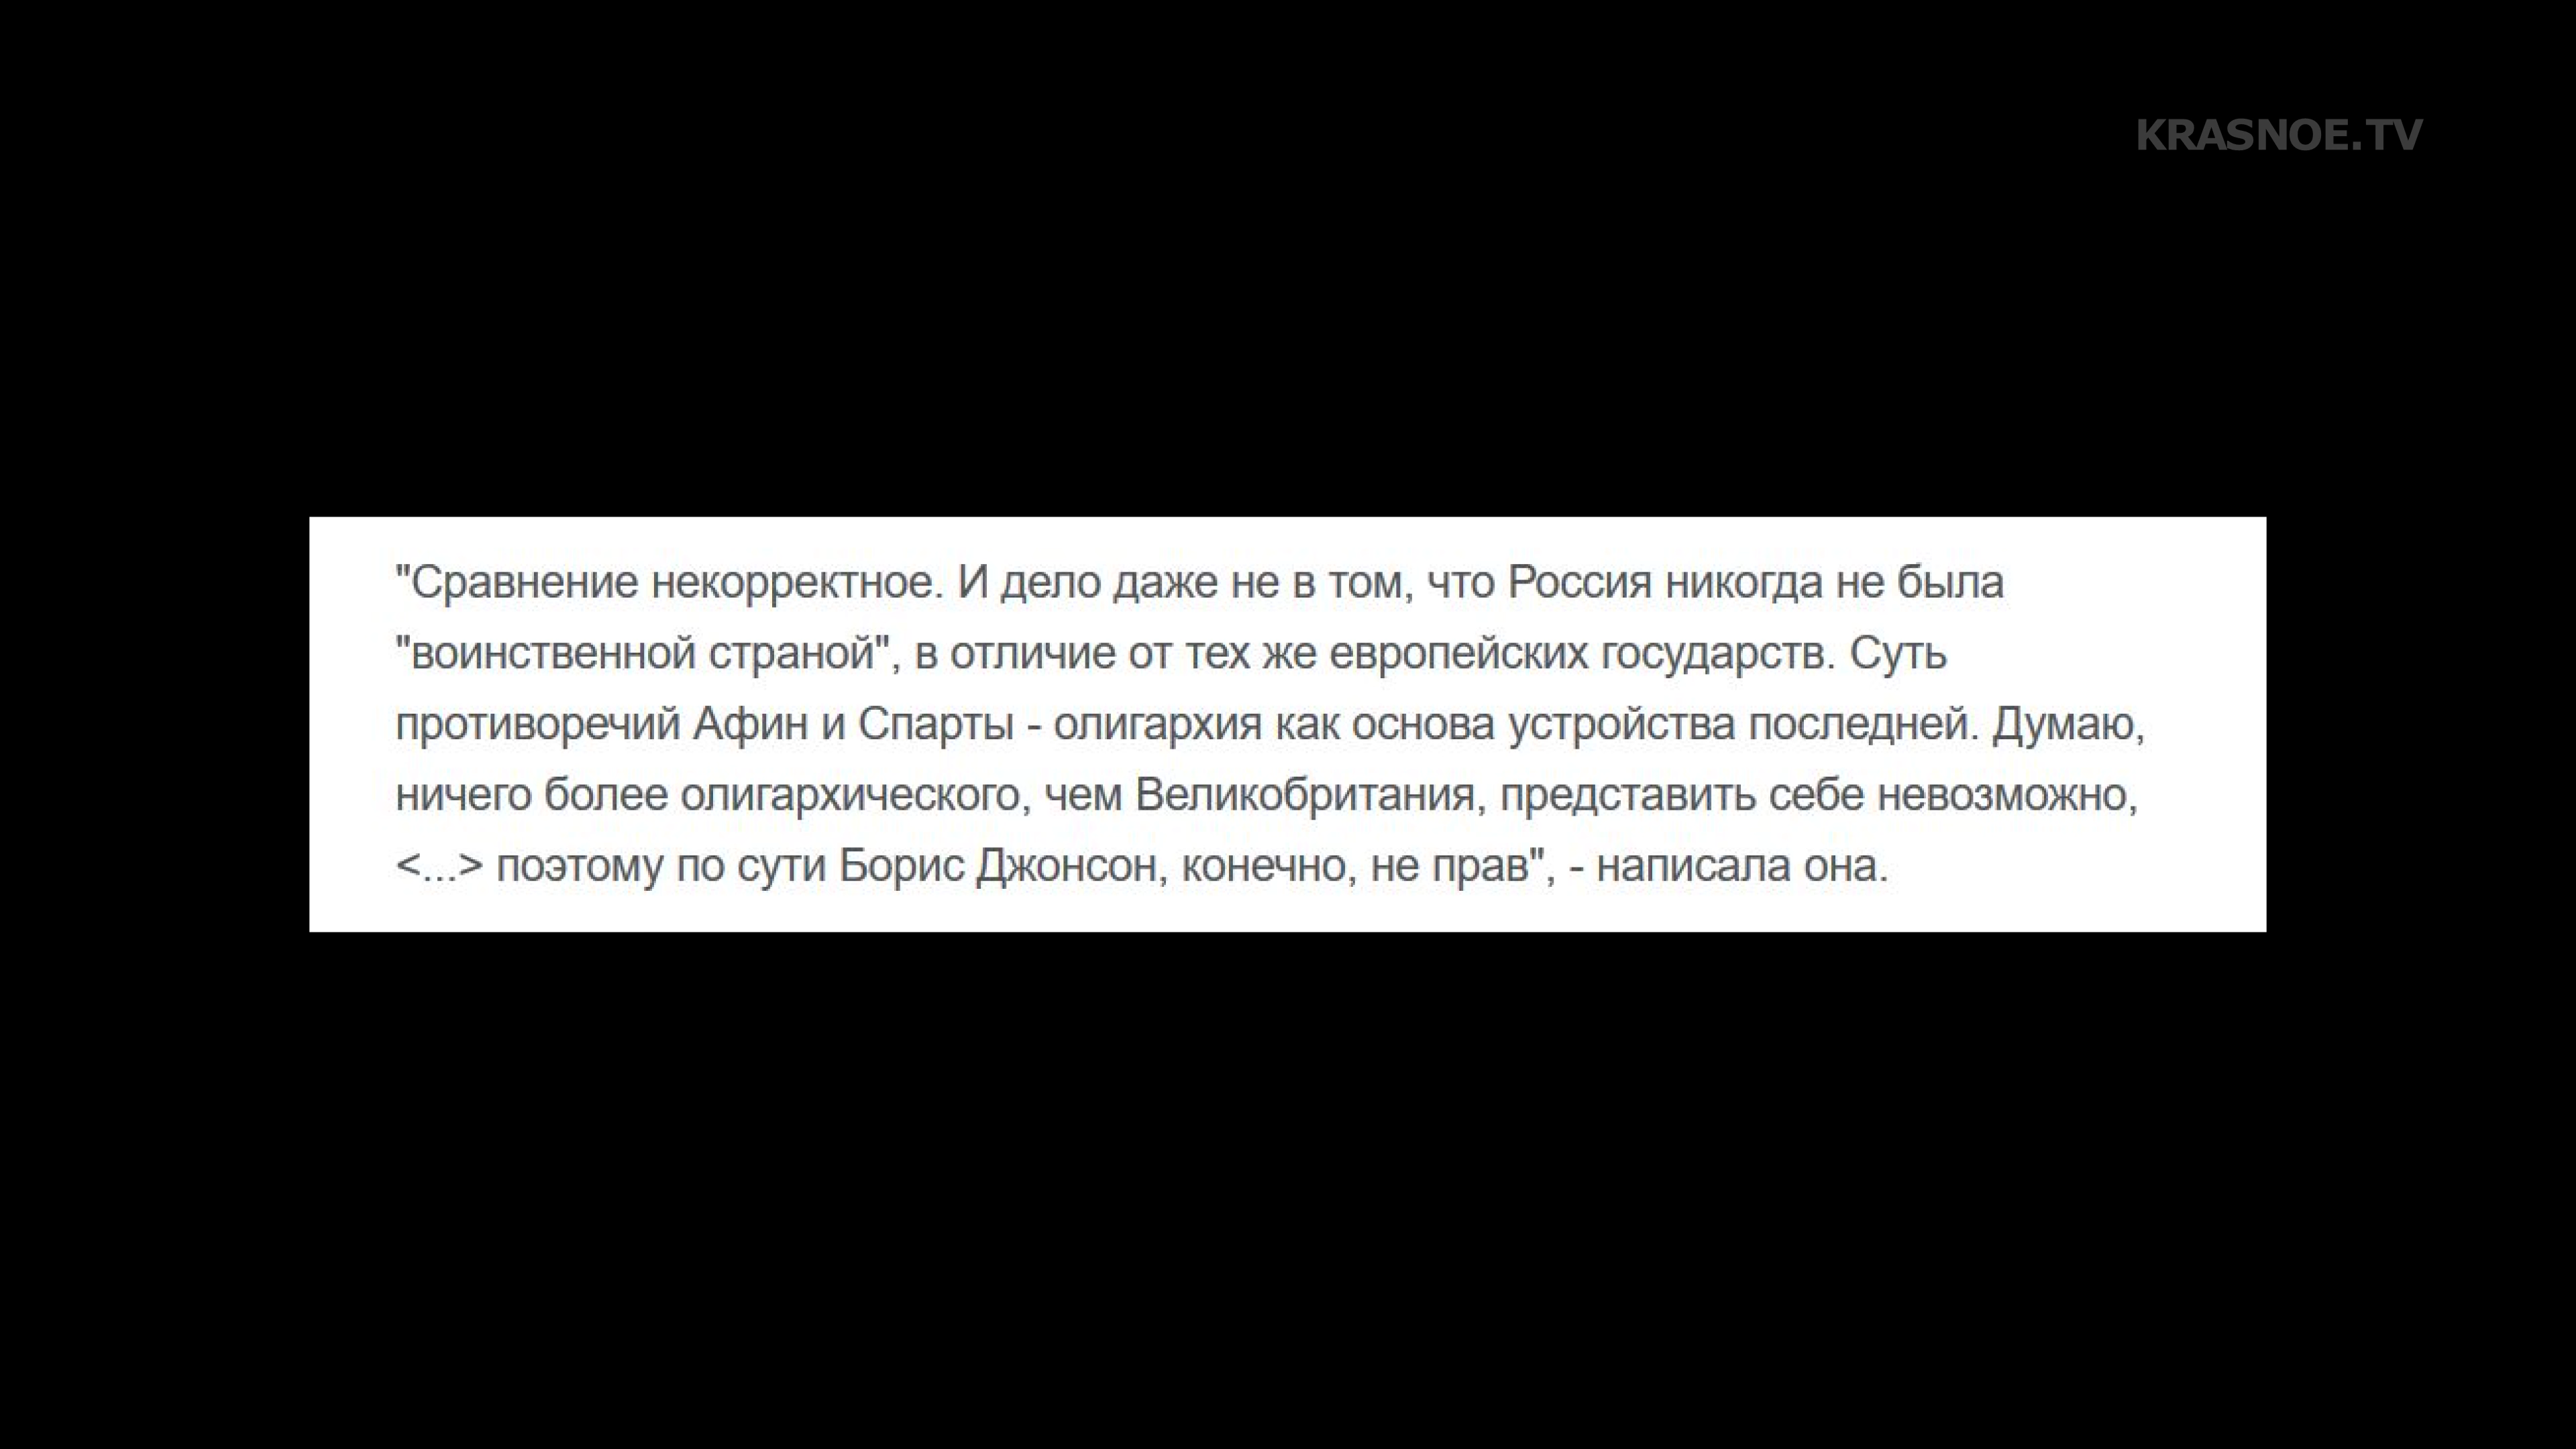 KRASNOE.TV
"Сравнение некорректное. И дело даже не в том, что Россия никогда не была
"воинственной страной", в отличие от тех же европейских государств. Суть
противоречий Афин и Спарты - олигархия как основа устройства последней. Думаю,
ничего более олигархического, чем Великобритания, представить себе невозможно,
<...> поэтому по сути Борис Джонсон, конечно, не прав", - написала она.